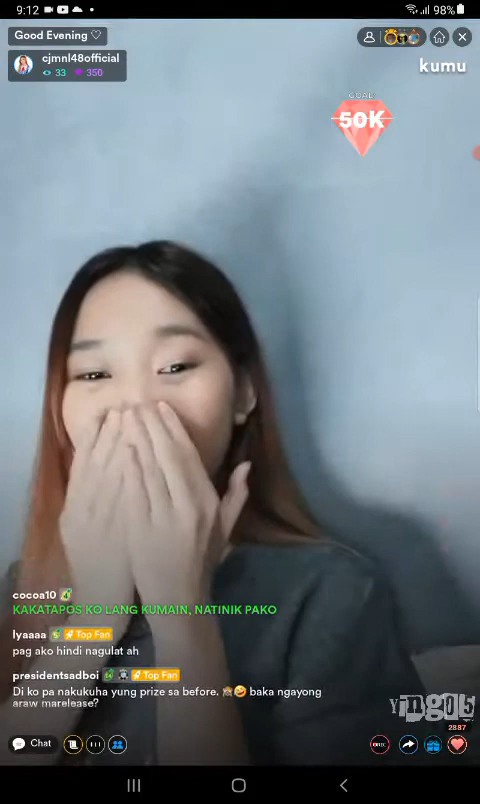 9:12
98%
Good Evening ♡
cjmnl48official
33 350
kumu
GOAL:
50K
cocoa10
KAKATAPOS KO LANG KUMAIN, NATINIK PAKO
lyaaaa Top Fan
pag ako hindi nagulat ah
presidentsadboi Top Fan
Di ko pa nakukuha yung prize sa before. 🙈🤣 baka ngayong
araw marelease?
Yingo5
2887
Chat